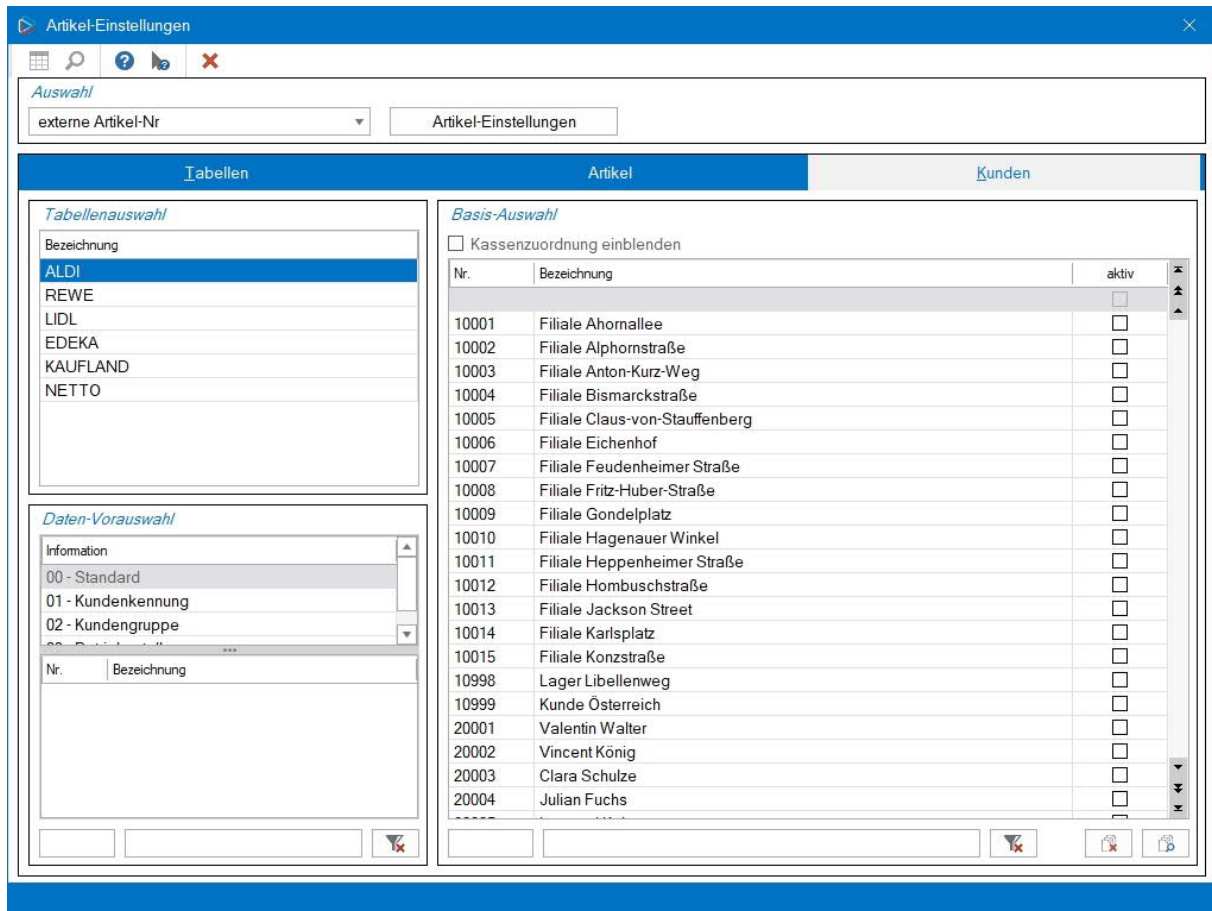 Artikel-Einstellungen
Auswahl
externe Artikel-Nr
Artikel-Einstellungen
Tabellen Artikel Kunden
Tabellenauswahl
Bezeichnung
ALDI
REWE
LIDL
EDEKA
KAUFLAND
NETTO
Daten-Vorauswahl
Information
00 - Standard
01 - Kundenkennung
02 - Kundengruppe
Nr. Bezeichnung
Basis-Auswahl
Kassenzuordnung einblenden
Nr. Bezeichnung aktiv
10001 Filiale Ahornallee
10002 Filiale Alphornstraße
10003 Filiale Anton-Kurz-Weg
10004 Filiale Bismarckstraße
10005 Filiale Claus-von-Stauffenberg
10006 Filiale Eichenhof
10007 Filiale Feudenheimer Straße
10008 Filiale Fritz-Huber-Straße
10009 Filiale Gondelplatz
10010 Filiale Hagenauer Winkel
10011 Filiale Heppenheimer Straße
10012 Filiale Hombuschstraße
10013 Filiale Jackson Street
10014 Filiale Karlsplatz
10015 Filiale Konzstraße
10998 Lager Libellenweg
10999 Kunde Österreich
20001 Valentin Walter
20002 Vincent König
20003 Clara Schulze
20004 Julian Fuchs